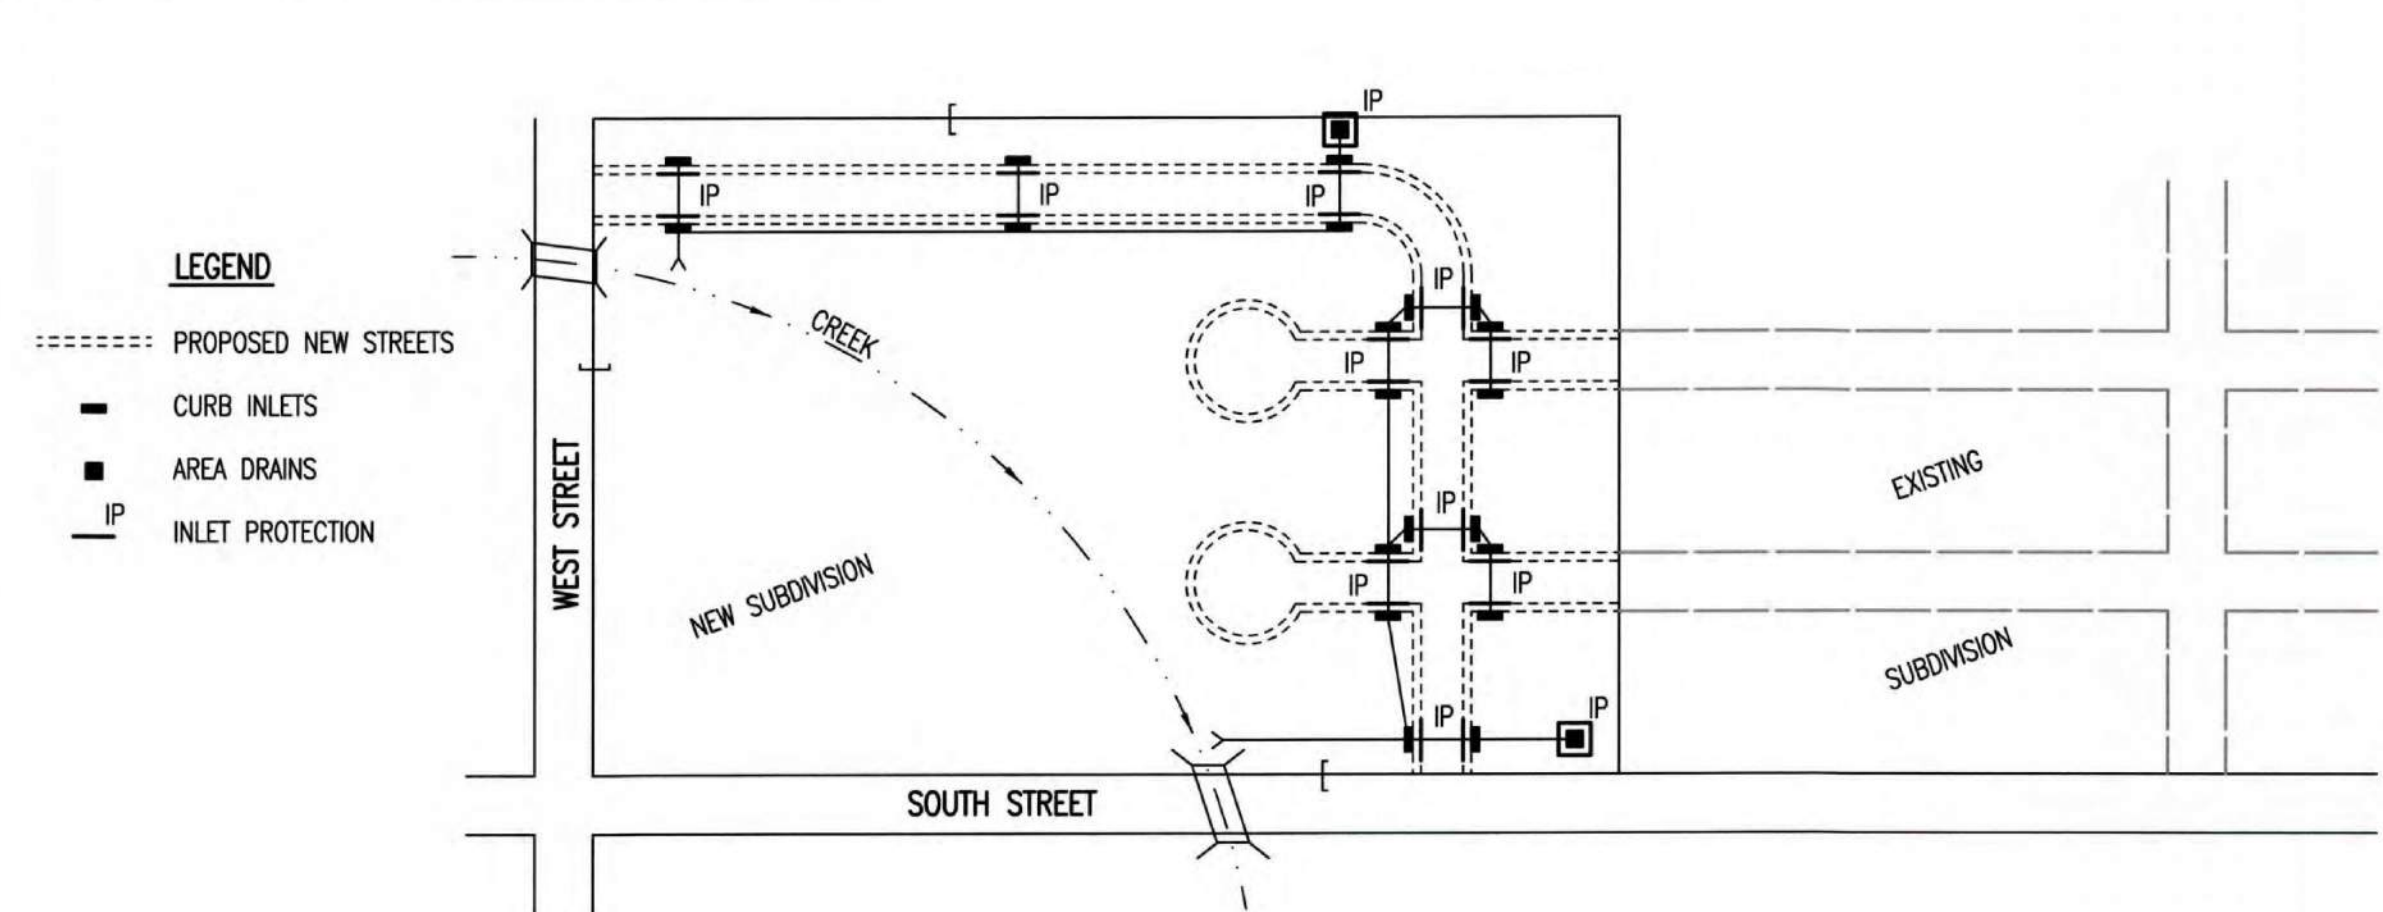 IP
IP
IP
IP
LEGEND
IP
PROPOSED NEW STREETS
CREEK
IP
IP
CURB INLETS
AREA DRAINS
EXISTING
IP
IP
INLET PROTECTION
WEST STREET
NEW SUBDIVISION
IP
IP
SUBDIVISION
IP
IP
SOUTH STREET